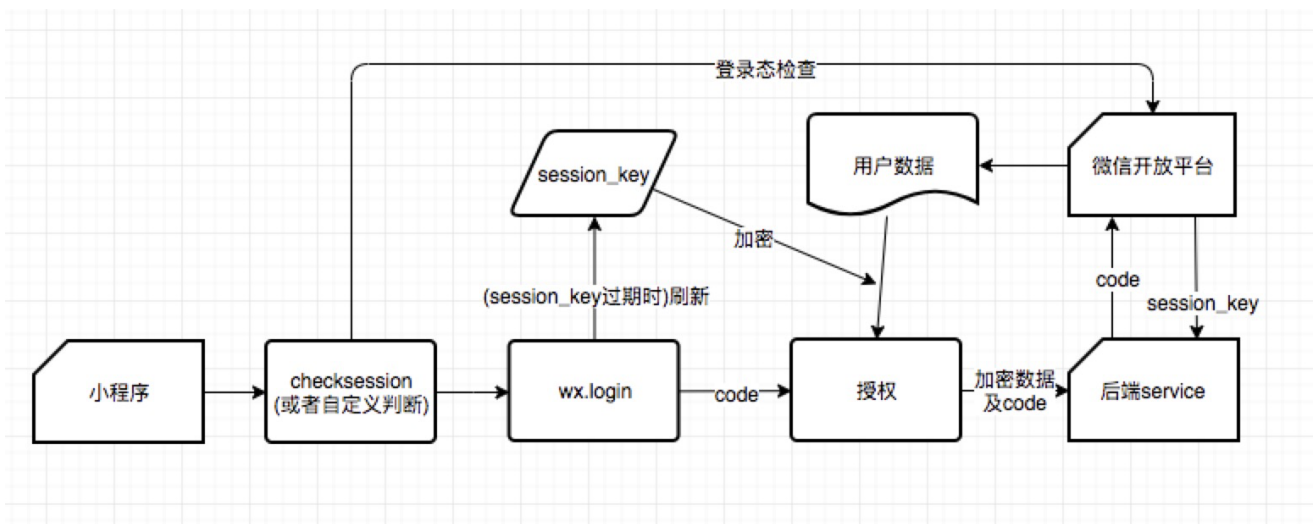 登录态检查
session_key
用户数据
微信开放平台
加密
(session_key过期时)刷新
code
session_key
小程序
checksession
(或者自定义判断)
wx.login
code
授权
加密数据
及code
后端service